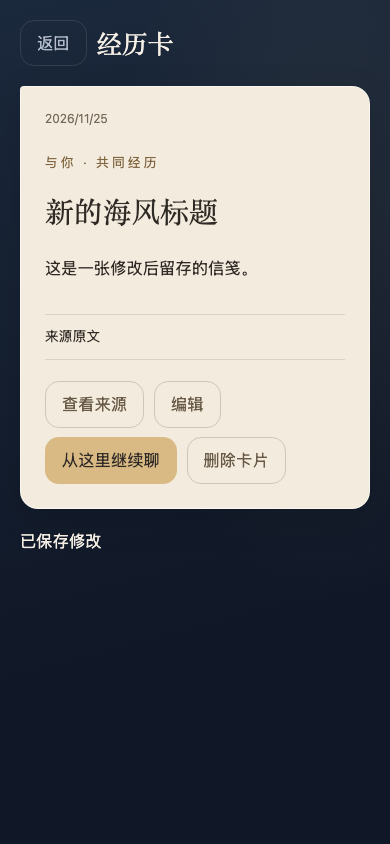 返回 经历卡
2026/11/25
与你 · 共同经历
新的海风标题
这是一张修改后留存的信笺。
来源原文
查看来源 编辑
从这里继续聊 删除卡片
已保存修改